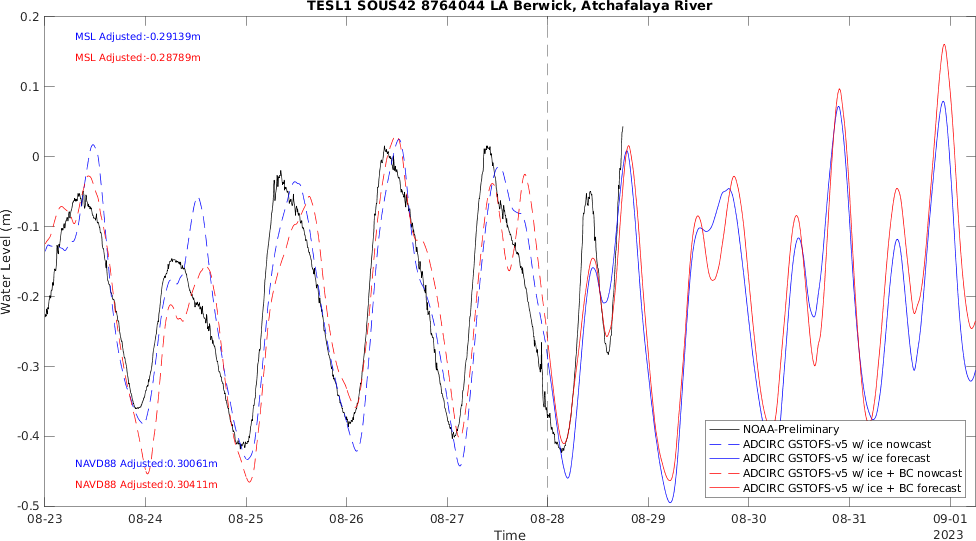 TESL1 SOUS42 8764044 LA Berwick, Atchafalaya River
MSL Adjusted:-0.29139m
MSL Adjusted:-0.28789m
0.2
0.1
0
-0.1
-0.2
-0.3
-0.4
-0.5
Water Level (m)
NAVD88 Adjusted:0.30061m
NAVD88 Adjusted:0.30411m
NOAA-Preliminary
ADCIRC GSTOFS-v5 w/ ice nowcast
ADCIRC GSTOFS-v5 w/ ice forecast
ADCIRC GSTOFS-v5 w/ ice + BC nowcast
ADCIRC GSTOFS-v5 w/ ice + BC forecast
08-23 08-24 08-25 08-26 08-27 08-28 08-29 08-30 08-31 09-01
Time 2023